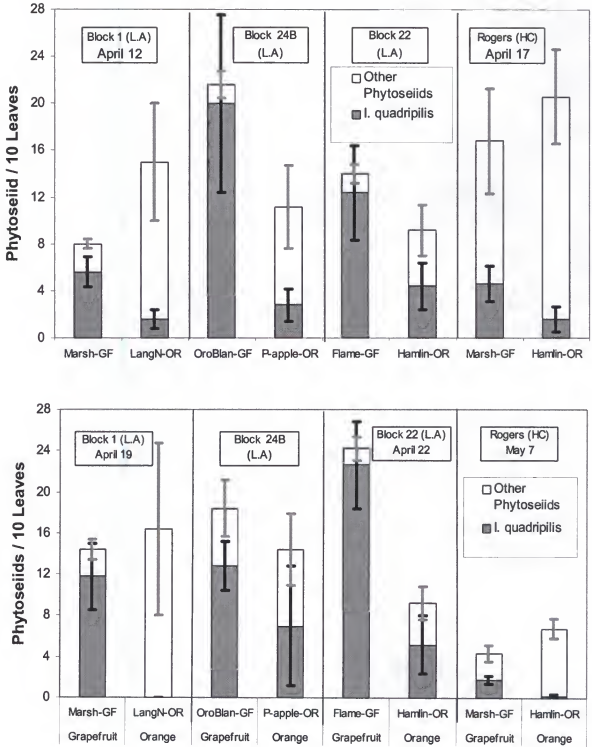 Phytoseiid / 10 Leaves
28
24
20
16
12
8
4
0
Block 1 (L.A)
April 12
Block 24B
(L.A)
Block 22
(L.A)
Rogers (HC)
April 17
Other
Phytoseiids
I. quadripilis
Marsh-GF
LangN-OR
OroBlan-GF
P-apple-OR
Flame-GF
Hamlin-OR
Marsh-GF
Hamlin-OR
Phytoseiids / 10 Leaves
28
24
20
16
12
8
4
0
Block 1 (L.A)
April 19
Block 24B
(L.A)
Block 22 (L.A)
April 22
Rogers (HC)
May 7
Other
Phytoseiids
I. quadripilis
Marsh-GF
LangN-OR
OroBlan-GF
P-apple-OR
Flame-GF
Hamlin-OR
Marsh-GF
Hamlin-OR
Grapefruit
Orange
Grapefruit
Orange
Grapefruit
Orange
Grapefruit
Orange